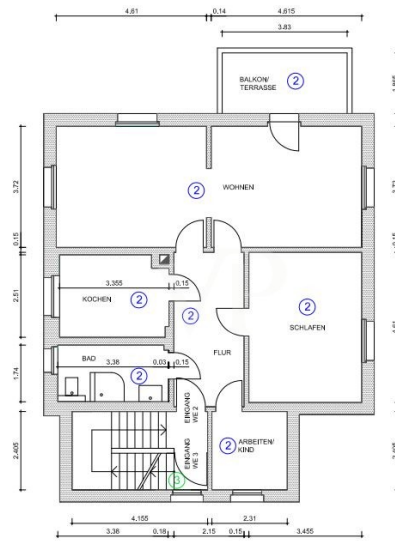 4.61 0.14 4.615
3.83
BALKON/ 2
TERRASSE
3.72
WOHNEN
2
0.15
2.51
3.355 0.15
KOCHEN 2
2
2
SCHLAFEN
FLUR
1.74
BAD
3.38 0.03 0.15
2
EINGANG
WE 2
EINGANG
WE 3
2.405
2 ARBEITEN/
KIND
3
4.155 2.31
3.38 0.18 2.15 0.15 3.455